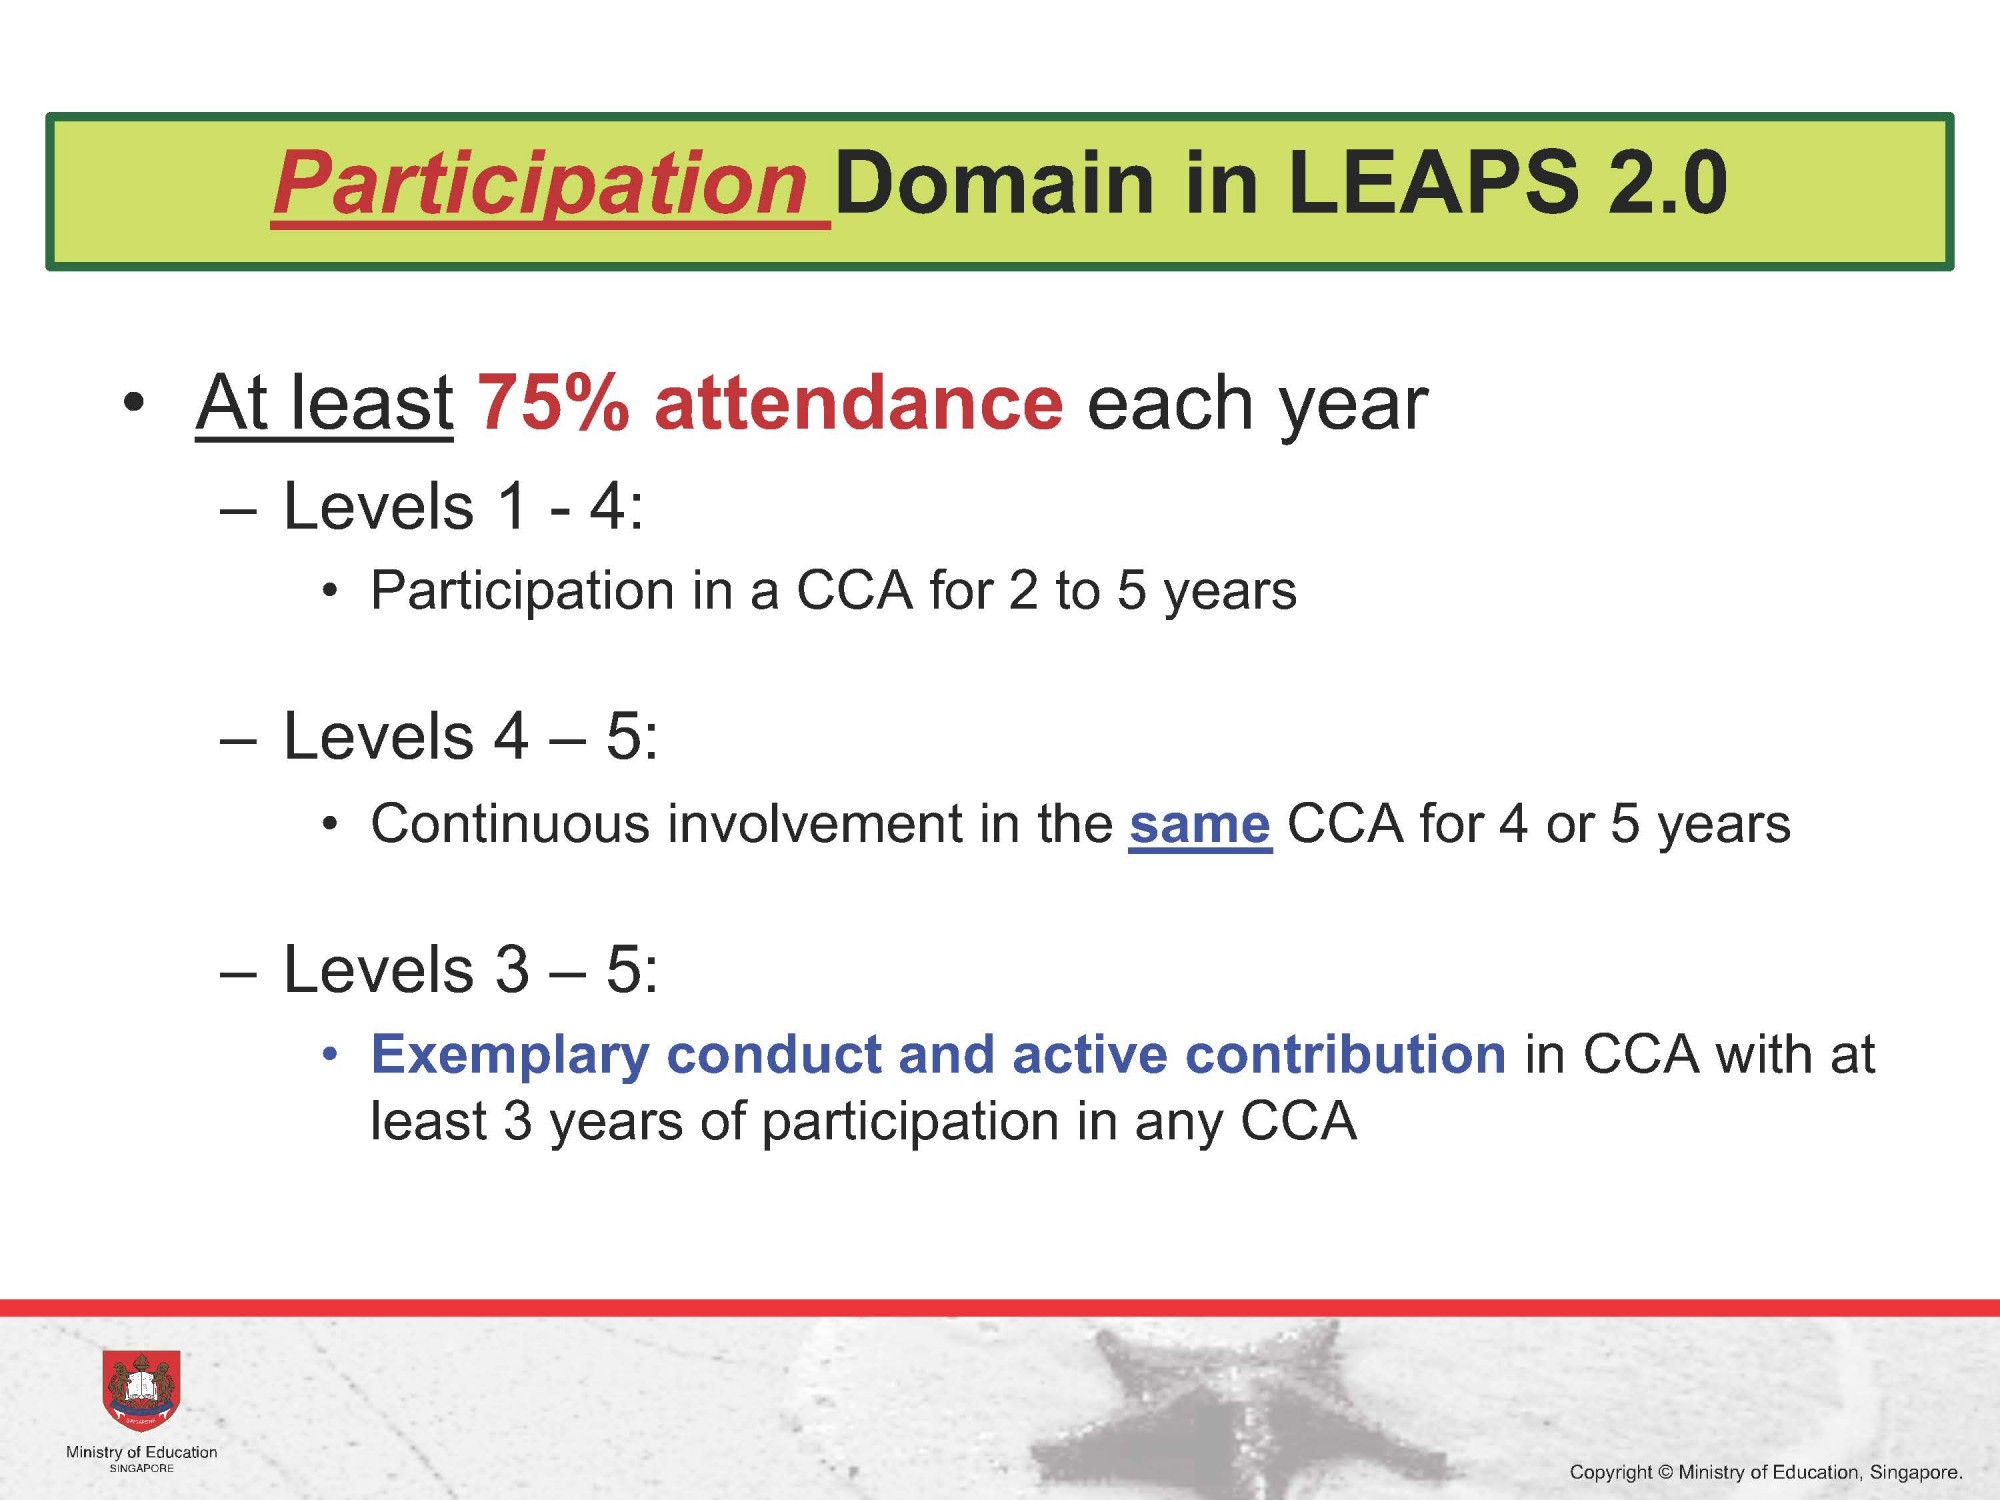 Participation Domain in LEAPS 2.0
• At least 75% attendance each year
– Levels 1 - 4:
• Participation in a CCA for 2 to 5 years
– Levels 4 – 5:
• Continuous involvement in the same CCA for 4 or 5 years
– Levels 3 – 5:
• Exemplary conduct and active contribution in CCA with at
least 3 years of participation in any CCA
Ministry of Education
SINGAPORE
Copyright © Ministry of Education, Singapore.